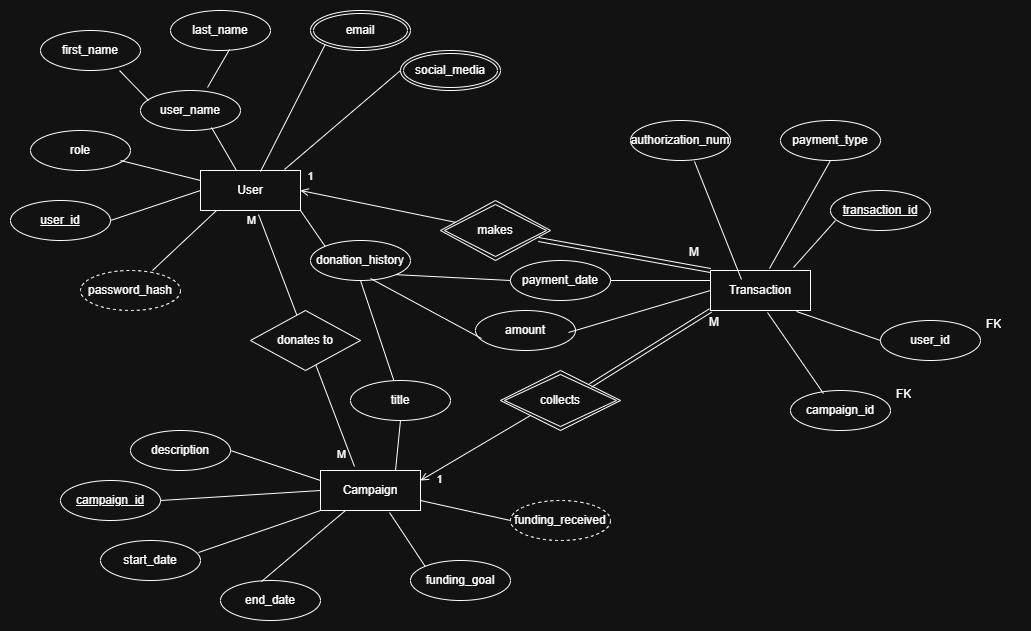 last_name
email
first_name
social_media
user_name
authorization_num
payment_type
role
1
User
transaction_id
user_id
M
makes
M
donation_history
payment_date
password_hash
Transaction
M
FK
amount
donates to
user_id
FK
title
collects
campaign_id
description
M
1
Campaign
campaign_id
funding_received
start_date
funding_goal
end_date